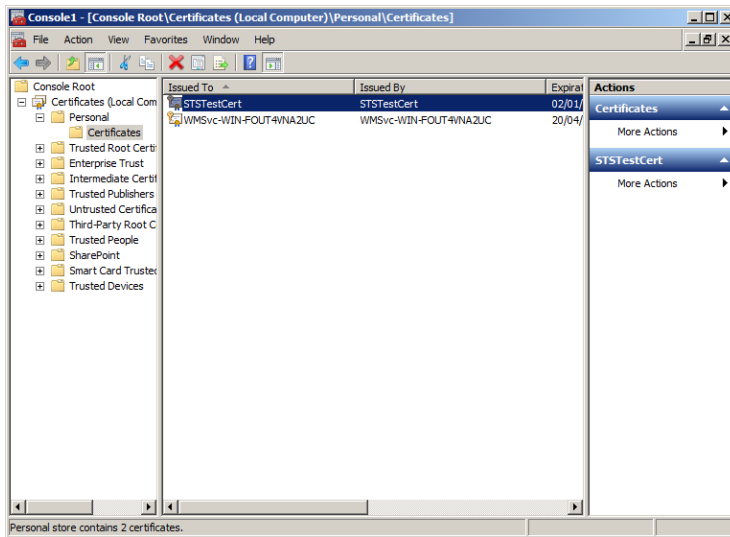 Console1 - [Console Root\Certificates (Local Computer)\Personal\Certificates]
File Action View Favorites Window Help
Console Root
Certificates (Local Com
Personal
Certificates
Trusted Root Certi
Enterprise Trust
Intermediate Certif
Trusted Publishers
Untrusted Certifica
Third-Party Root C
Trusted People
SharePoint
Smart Card Trusted
Trusted Devices
Issued To Issued By Expirat
STSTestCert STSTestCert 02/01/
WMSvc-WIN-FOUT4VNA2UC WMSvc-WIN-FOUT4VNA2UC 20/04/
Actions
Certificates
More Actions
STSTestCert
More Actions
Personal store contains 2 certificates.